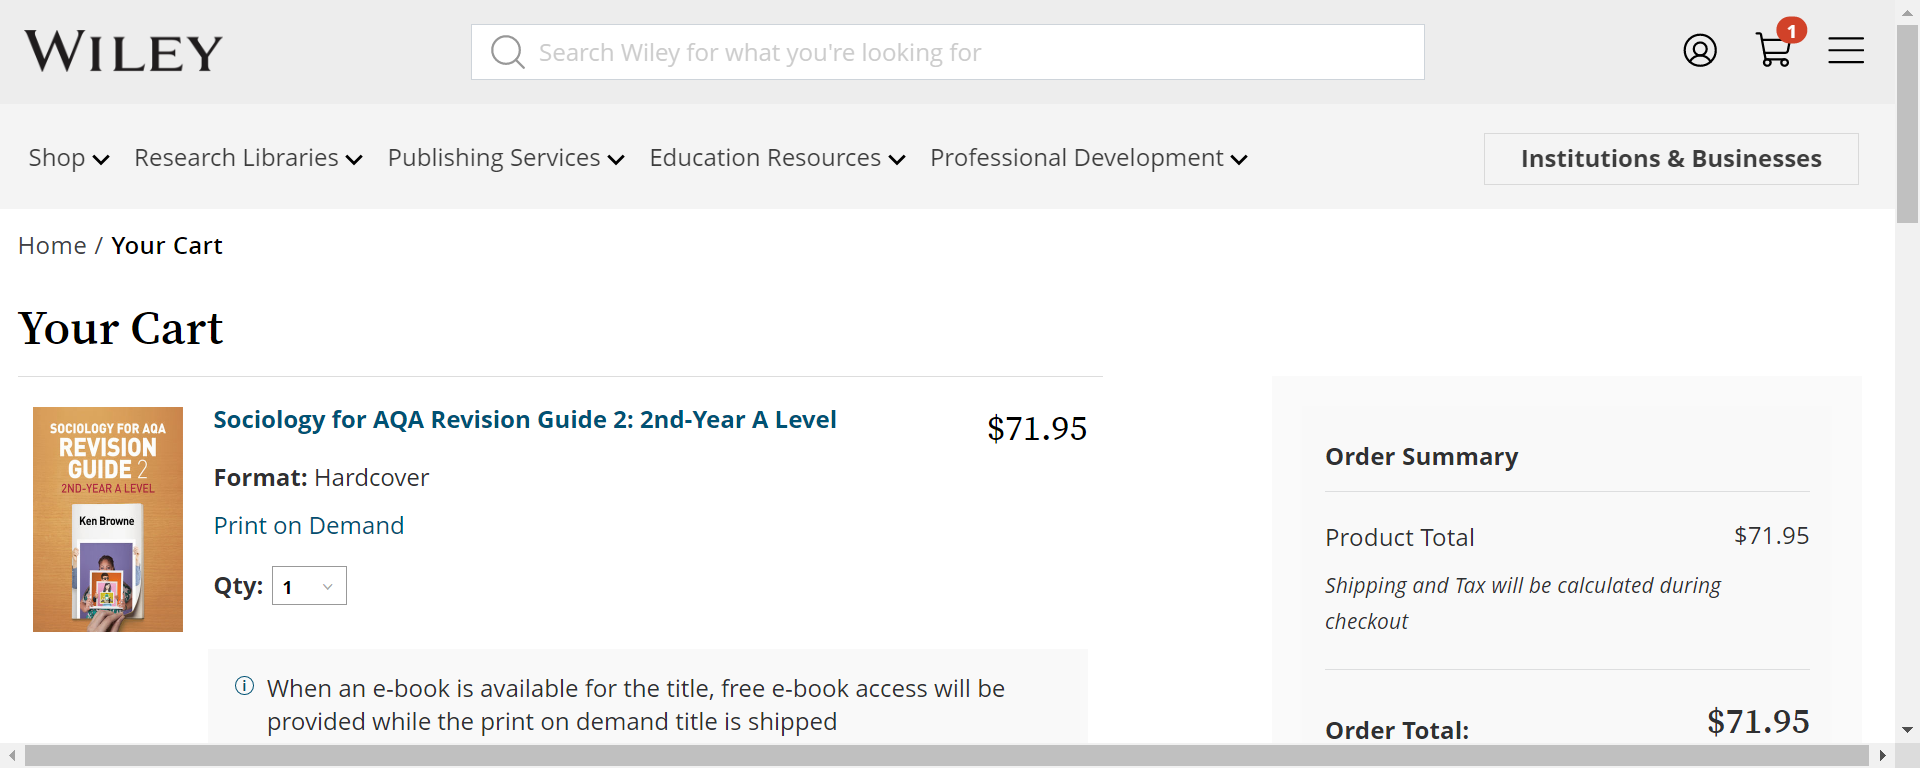 WILEY
Search Wiley for what you're looking for
1
Shop Research Libraries Publishing Services Education Resources Professional Development Institutions & Businesses
Home / Your Cart
Your Cart
SOCIOLOGY FOR AQA
REVISION
GUIDE 2
2ND-YEAR A LEVEL
Ken Browne
Sociology for AQA Revision Guide 2: 2nd-Year A Level
$71.95
Format: Hardcover
Print on Demand
Qty: 1
When an e-book is available for the title, free e-book access will be
provided while the print on demand title is shipped
Order Summary
Product Total $71.95
Shipping and Tax will be calculated during
checkout
Order Total: $71.95